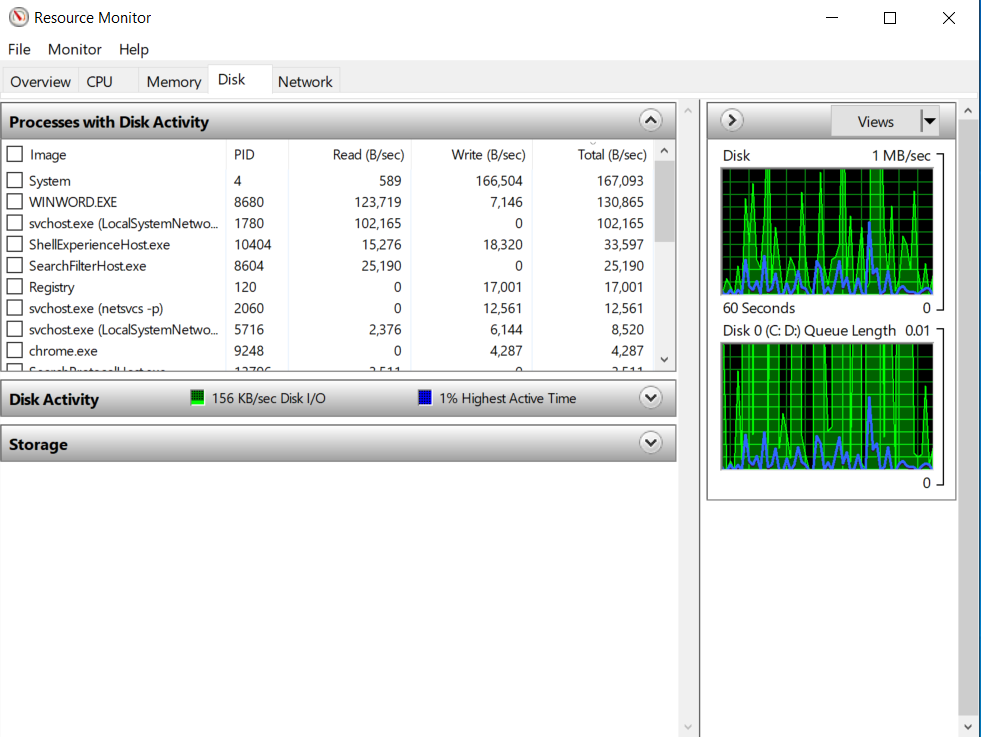 Resource Monitor
File Monitor Help
Overview CPU Memory Disk Network
Processes with Disk Activity
Image PID Read (B/sec) Write (B/sec) Total (B/sec)
System 4 589 166,504 167,093
WINWORD.EXE 8680 123,719 7,146 130,865
svchost.exe (LocalSystemNetwo... 1780 102,165 0 102,165
ShellExperienceHost.exe 10404 15,276 18,320 33,597
SearchFilterHost.exe 8604 25,190 0 25,190
Registry 120 0 17,001 17,001
svchost.exe (netsvcs -p) 2060 0 12,561 12,561
svchost.exe (LocalSystemNetwo... 5716 2,376 6,144 8,520
chrome.exe 9248 0 4,287 4,287
Disk Activity 156 KB/sec Disk I/O 1% Highest Active Time
Storage
Views
Disk 1 MB/sec
60 Seconds 0
Disk 0 (C: D:) Queue Length 0.01
0